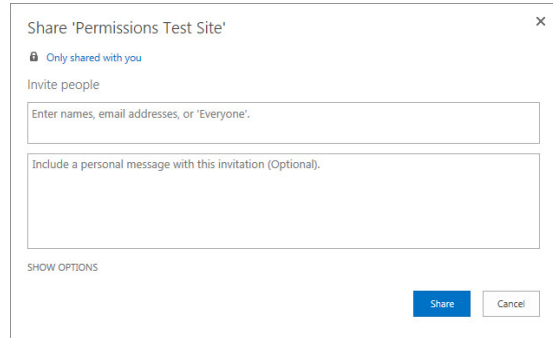 Share 'Permissions Test Site'
Only shared with you
Invite people
Enter names, email addresses, or 'Everyone'.
Include a personal message with this invitation (Optional).
SHOW OPTIONS
Share Cancel